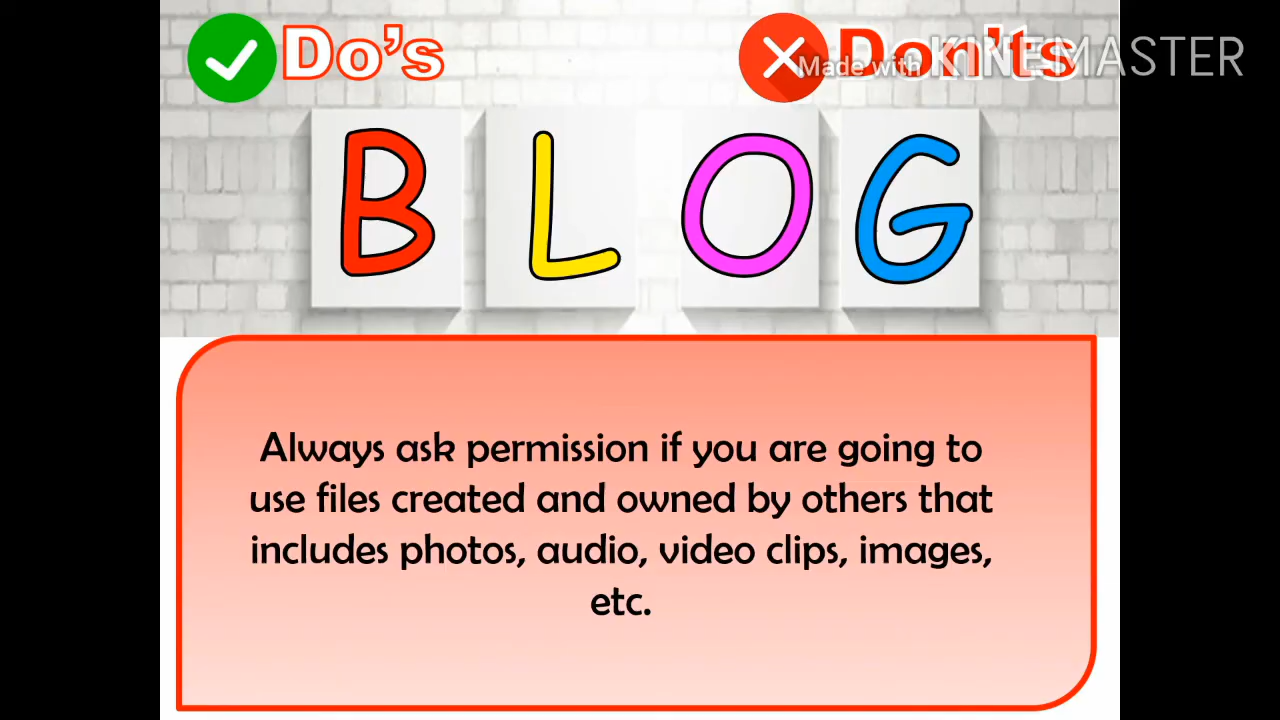 Do's
Don'ts
Made with KINEMASTER
BLOG
Always ask permission if you are going to
use files created and owned by others that
includes photos, audio, video clips, images,
etc.